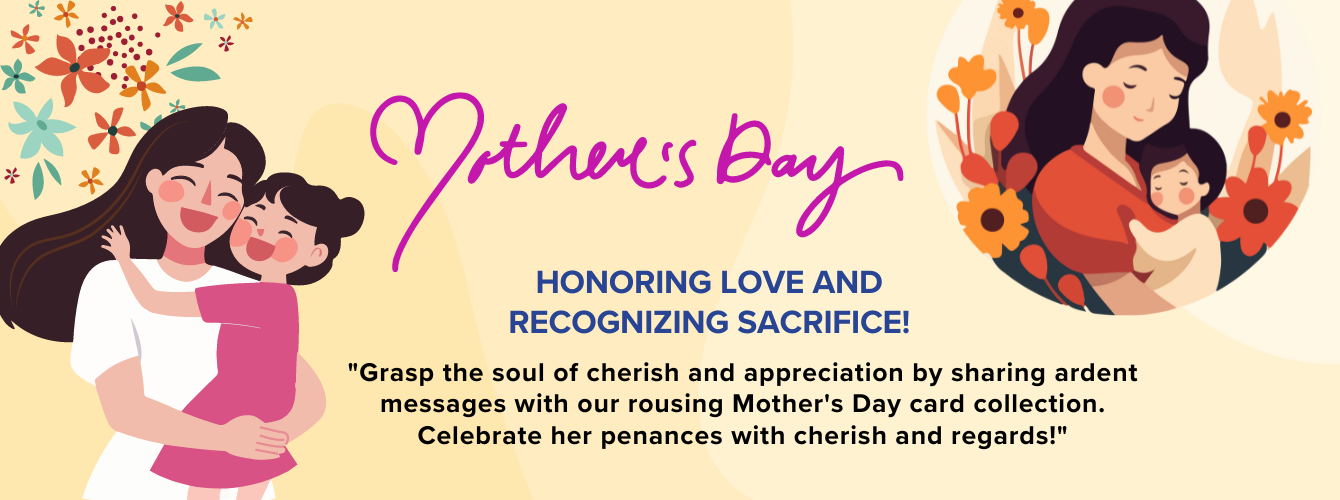 Mother's Day
HONORING LOVE AND
RECOGNIZING SACRIFICE!
"Grasp the soul of cherish and appreciation by sharing ardent
messages with our rousing Mother's Day card collection.
Celebrate her penances with cherish and regards!"